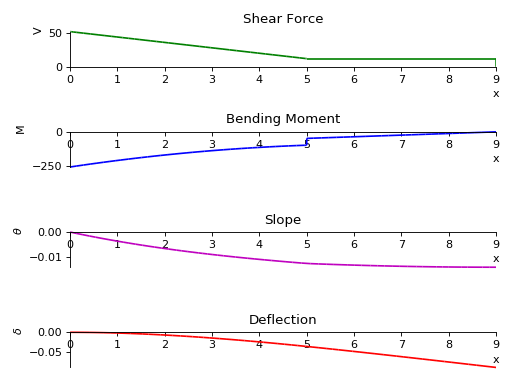 Shear Force
V
50
0
0 1 2 3 4 5 6 7 8 9
x
Bending Moment
M
0
−250
0 1 2 3 4 5 6 7 8 9
x
Slope
θ
0.00
−0.01
0 1 2 3 4 5 6 7 8 9
x
Deflection
δ
0.00
−0.05
0 1 2 3 4 5 6 7 8 9
x